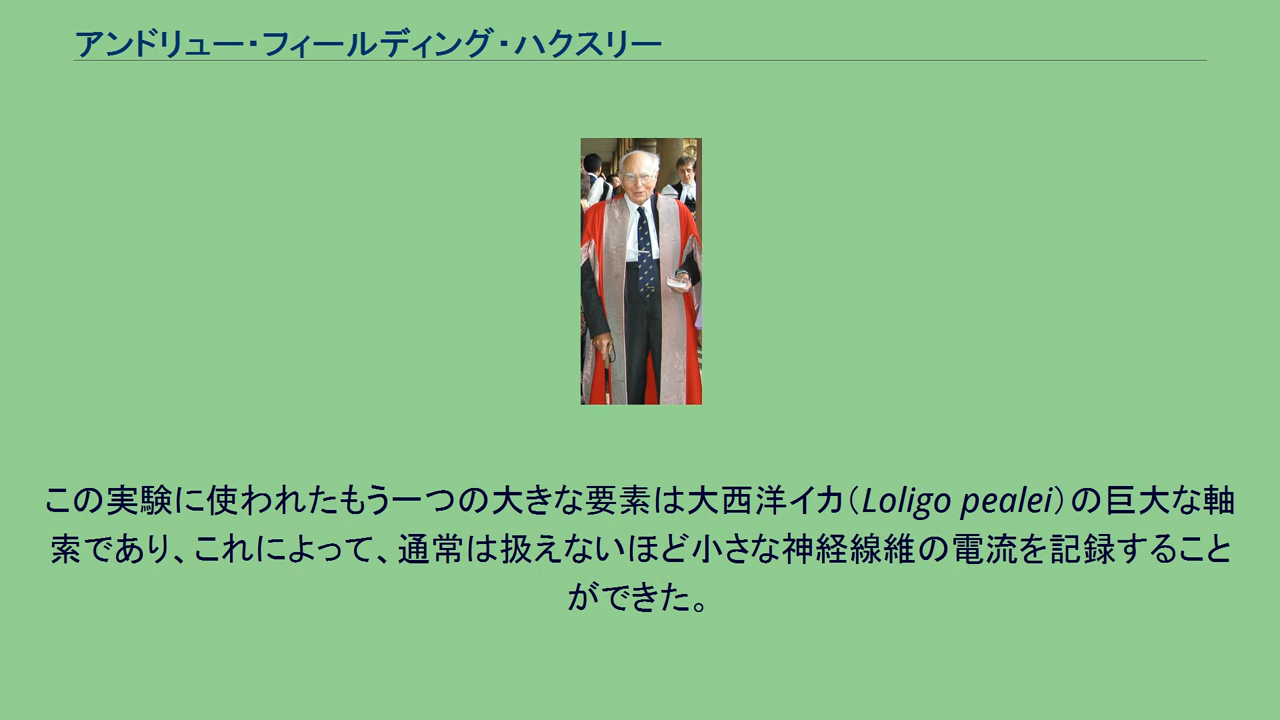 アンドリュー・フィールディング・ハクスリー
この実験に使われたもう一つの大きな要素は大西洋イカ（Loligo pealei）の巨大な軸
索であり、これによって、通常は扱えないほど小さな神経線維の電流を記録すること
ができた。